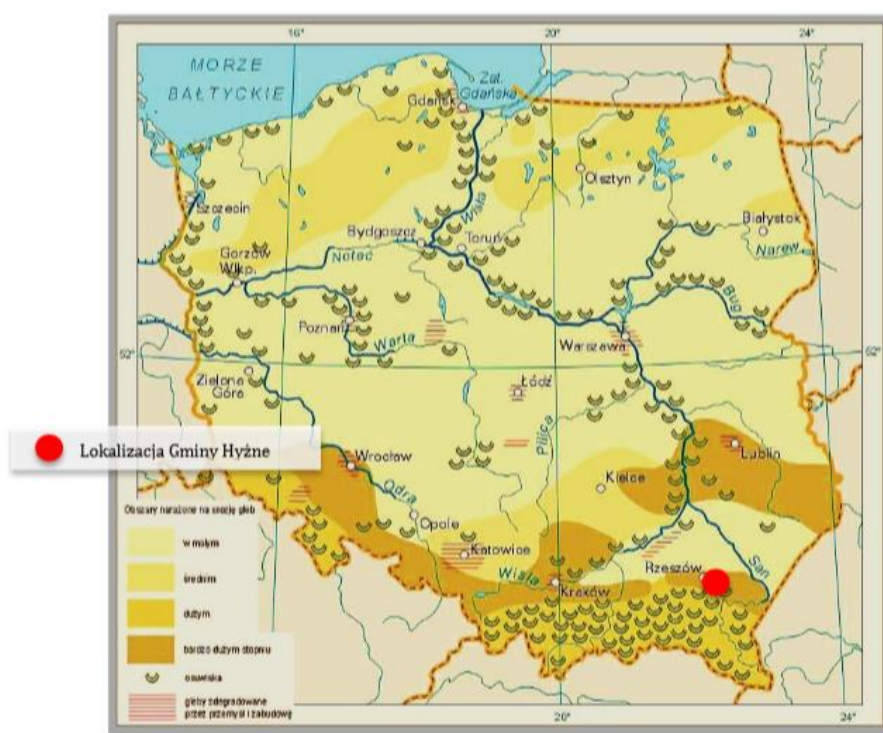 16° 20° 24°
MORZE
BAŁTYCKIE
Zat.
Gdańska
Gdańsk
Olsztyn
Szczecin
Wisła
Białystok
Bydgoszcz
Toruń
Narew
Gorzów
Wlkp.
Noteć
Bug
Poznań
Warta
Warszawa
52° 52°
Zielona
Góra
Łódź
Pilica
Lokalizacja Gminy Hyżne
Wrocław
Lublin
Odra
Kielce
Obszary narażone na erozję gleb
Opole
w małym
Katowice
San
Rzeszów
średnim
Wisła
Kraków
dużym
bardzo dużym stopniu
osuwiska
gleby zdegradowane
przez przemysł i zabudowę
20° 24°